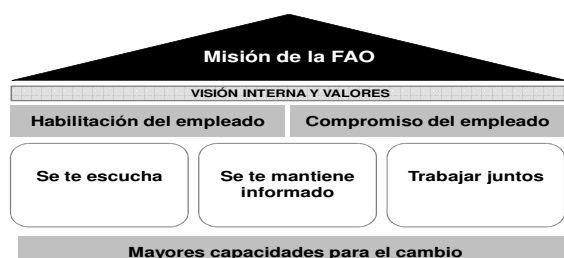 Misión de la FAO
VISIÓN INTERNA Y VALORES
Habilitación del empleado
Compromiso del empleado
Se te escucha
Se te mantiene
informado
Trabajar juntos
Mayores capacidades para el cambio